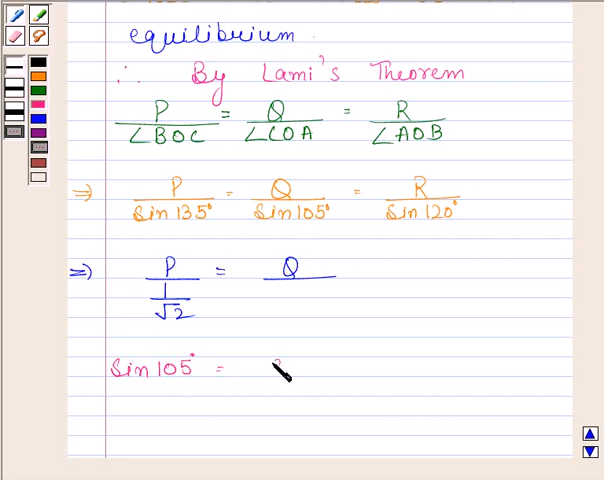 equilibrium.
∴ By Lami's Theorem
P/∠BOC = Q/∠COA = R/∠AOB
⇒ P/Sin 135° = Q/Sin 105° = R/Sin 120°
⇒ P/(1/√2) = Q/
Sin 105° =